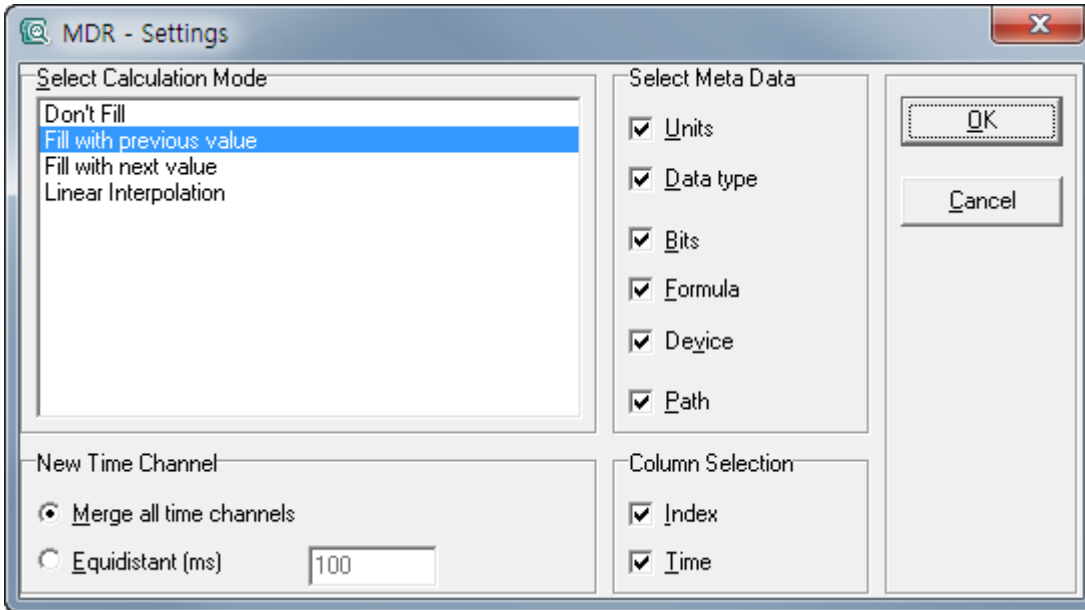 MDR - Settings
Select Calculation Mode
Don't Fill
Fill with previous value
Fill with next value
Linear Interpolation
Select Meta Data
Units
Data type
Bits
Formula
Device
Path
OK
Cancel
New Time Channel
Merge all time channels
Equidistant (ms) 100
Column Selection
Index
Time